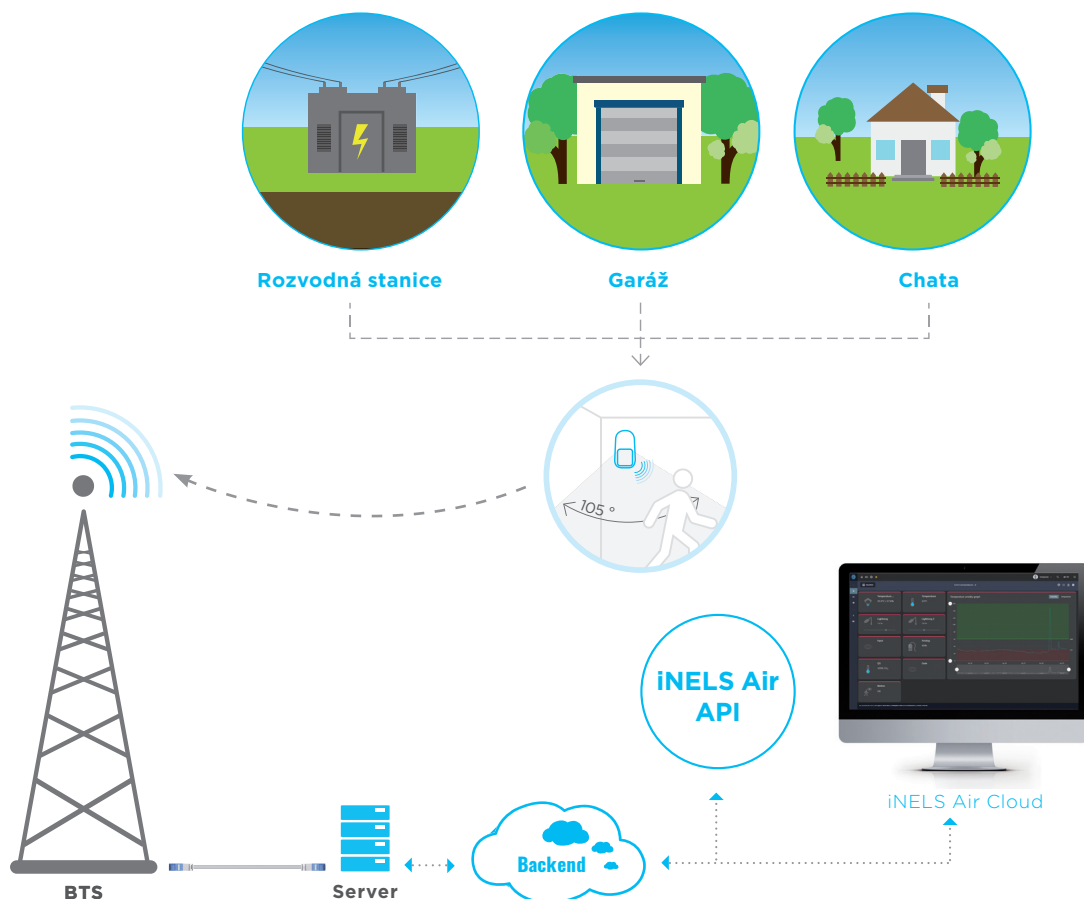 Rozvodná stanice
Garáž
Chata
105 °
iNELS Air
API
iNELS Air Cloud
Backend
BTS
Server